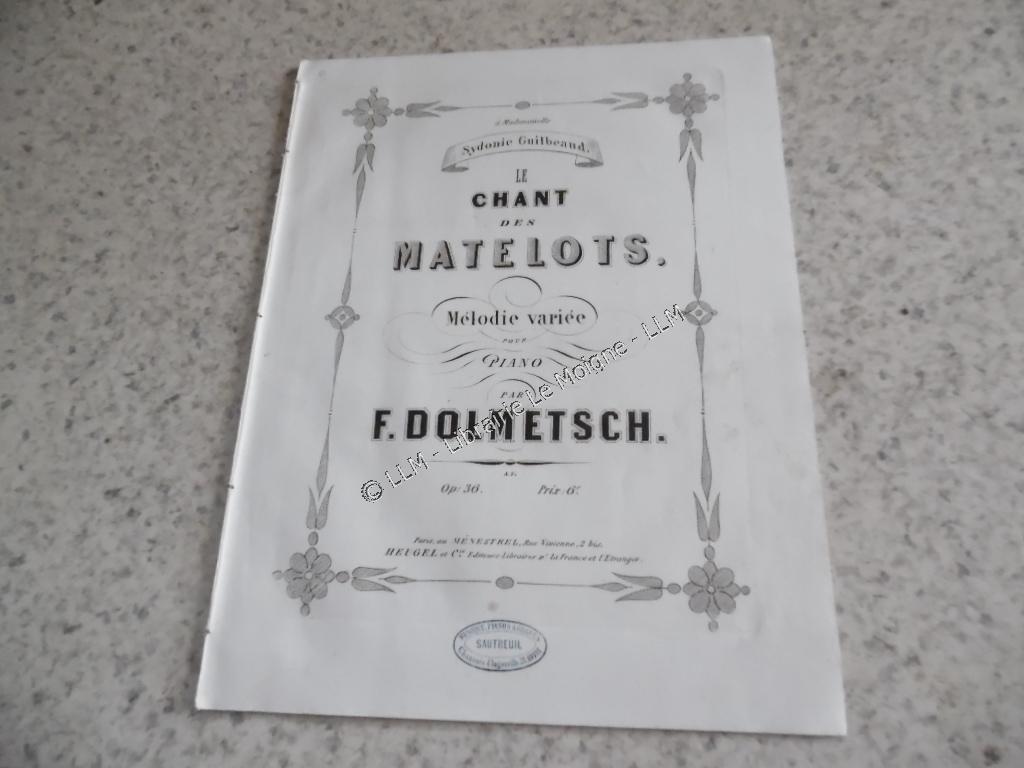 à Mademoiselle
Sydonie Guilbeaud.
LE
CHANT
DES
MATELOTS.
Mélodie variée
POUR
PIANO
PAR
F. DOLMETSCH.
A.V.
Op: 36. Prix: 6f.
Paris, au MÉNESTREL, Rue Vivienne, 2 bis.
HEUGEL et Cie. Editeurs-Libraires pr. la France et l'Etranger.
SAUTREUIL
© LLM - Librairie Le Moigne - LLM